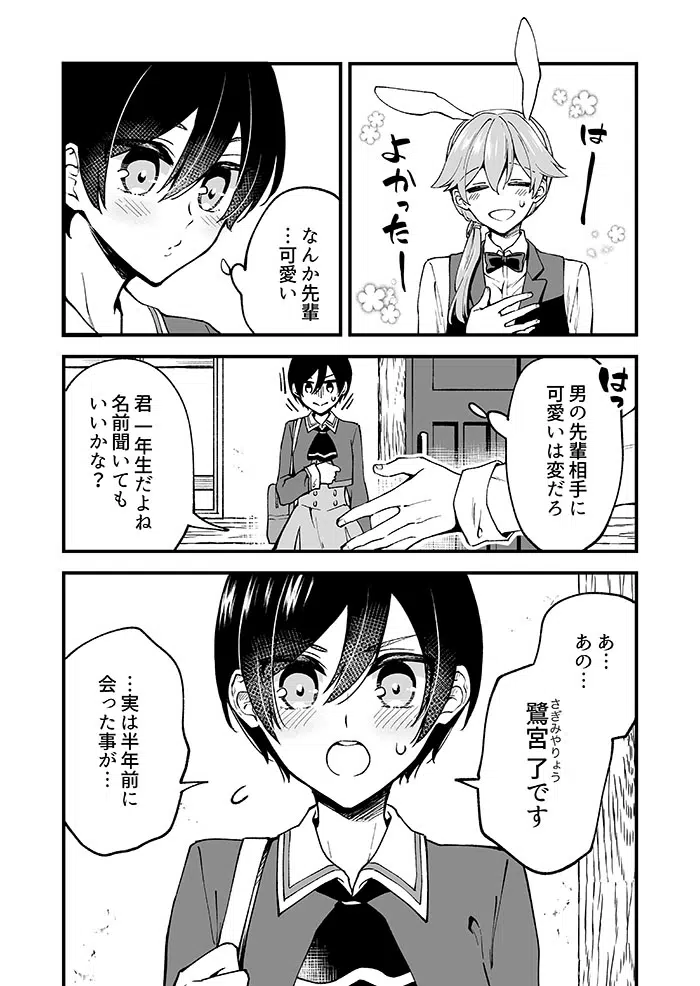 はー
よかったー
なんか先輩
…可愛い
はっ
男の先輩相手に
可愛いは変だろ
君 一年生だよね
名前聞いても
いいかな？
あ…
あの…
鷺宮了です
さぎみやりょう
…実は半年前に
会った事が…